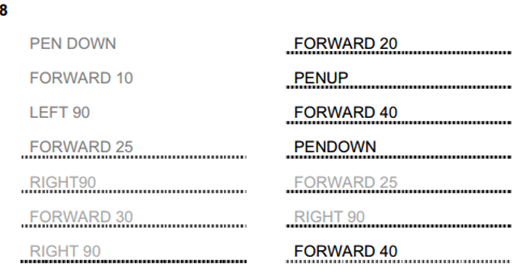 8
PEN DOWN
FORWARD 10
LEFT 90
FORWARD 25
RIGHT90
FORWARD 30
RIGHT 90
FORWARD 20
PENUP
FORWARD 40
PENDOWN
FORWARD 25
RIGHT 90
FORWARD 40